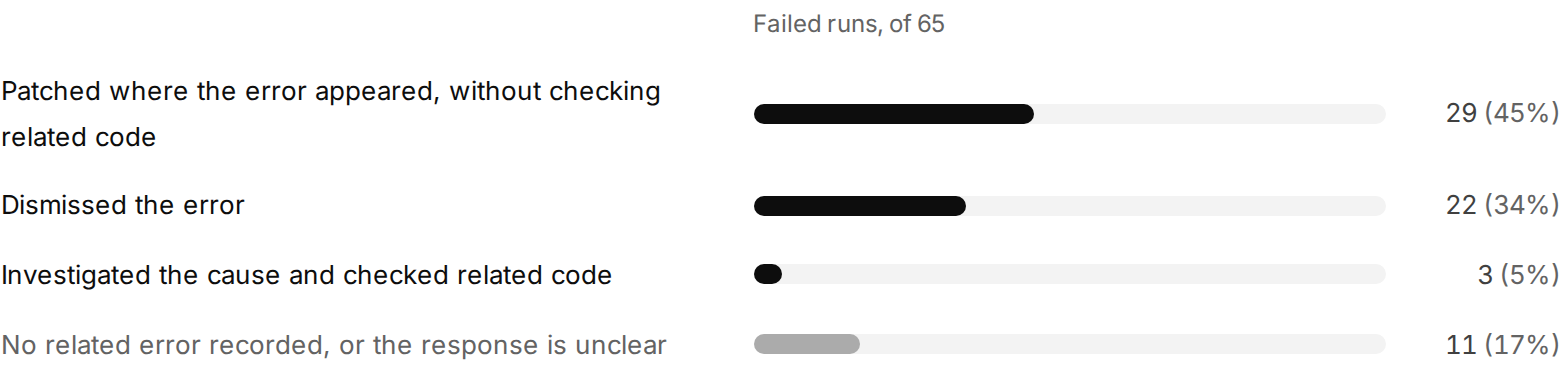 Failed runs, of 65
Patched where the error appeared, without checking
related code
29 (45%)
Dismissed the error
22 (34%)
Investigated the cause and checked related code
3 (5%)
No related error recorded, or the response is unclear
11 (17%)